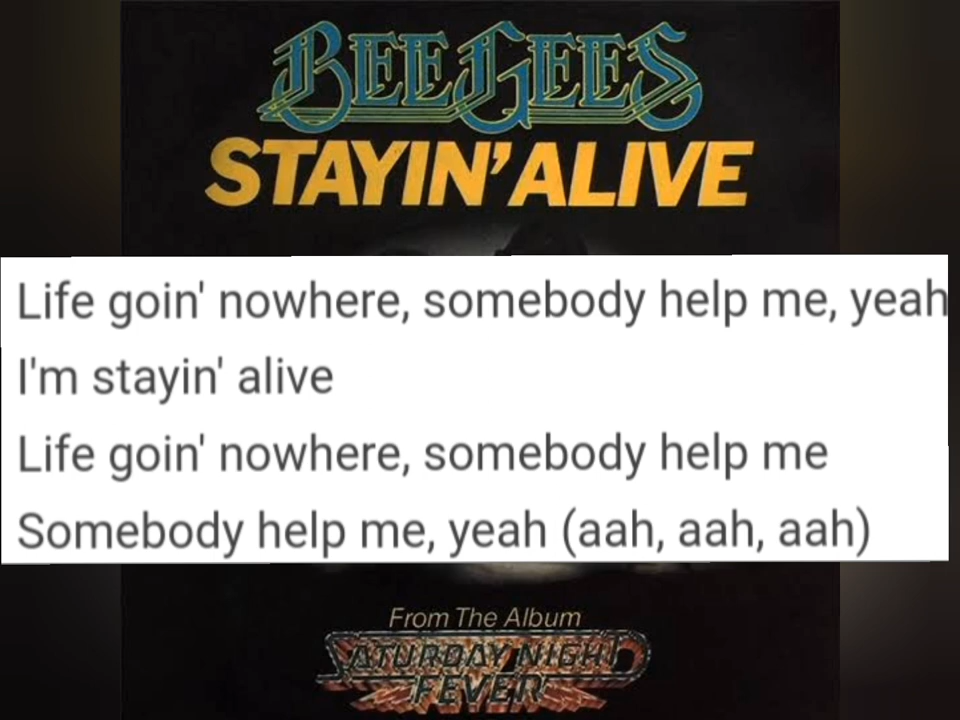 BEE GEES
STAYIN' ALIVE
Life goin' nowhere, somebody help me, yeah
I'm stayin' alive
Life goin' nowhere, somebody help me
Somebody help me, yeah (aah, aah, aah)
From The Album
SATURDAY NIGHT
FEVER